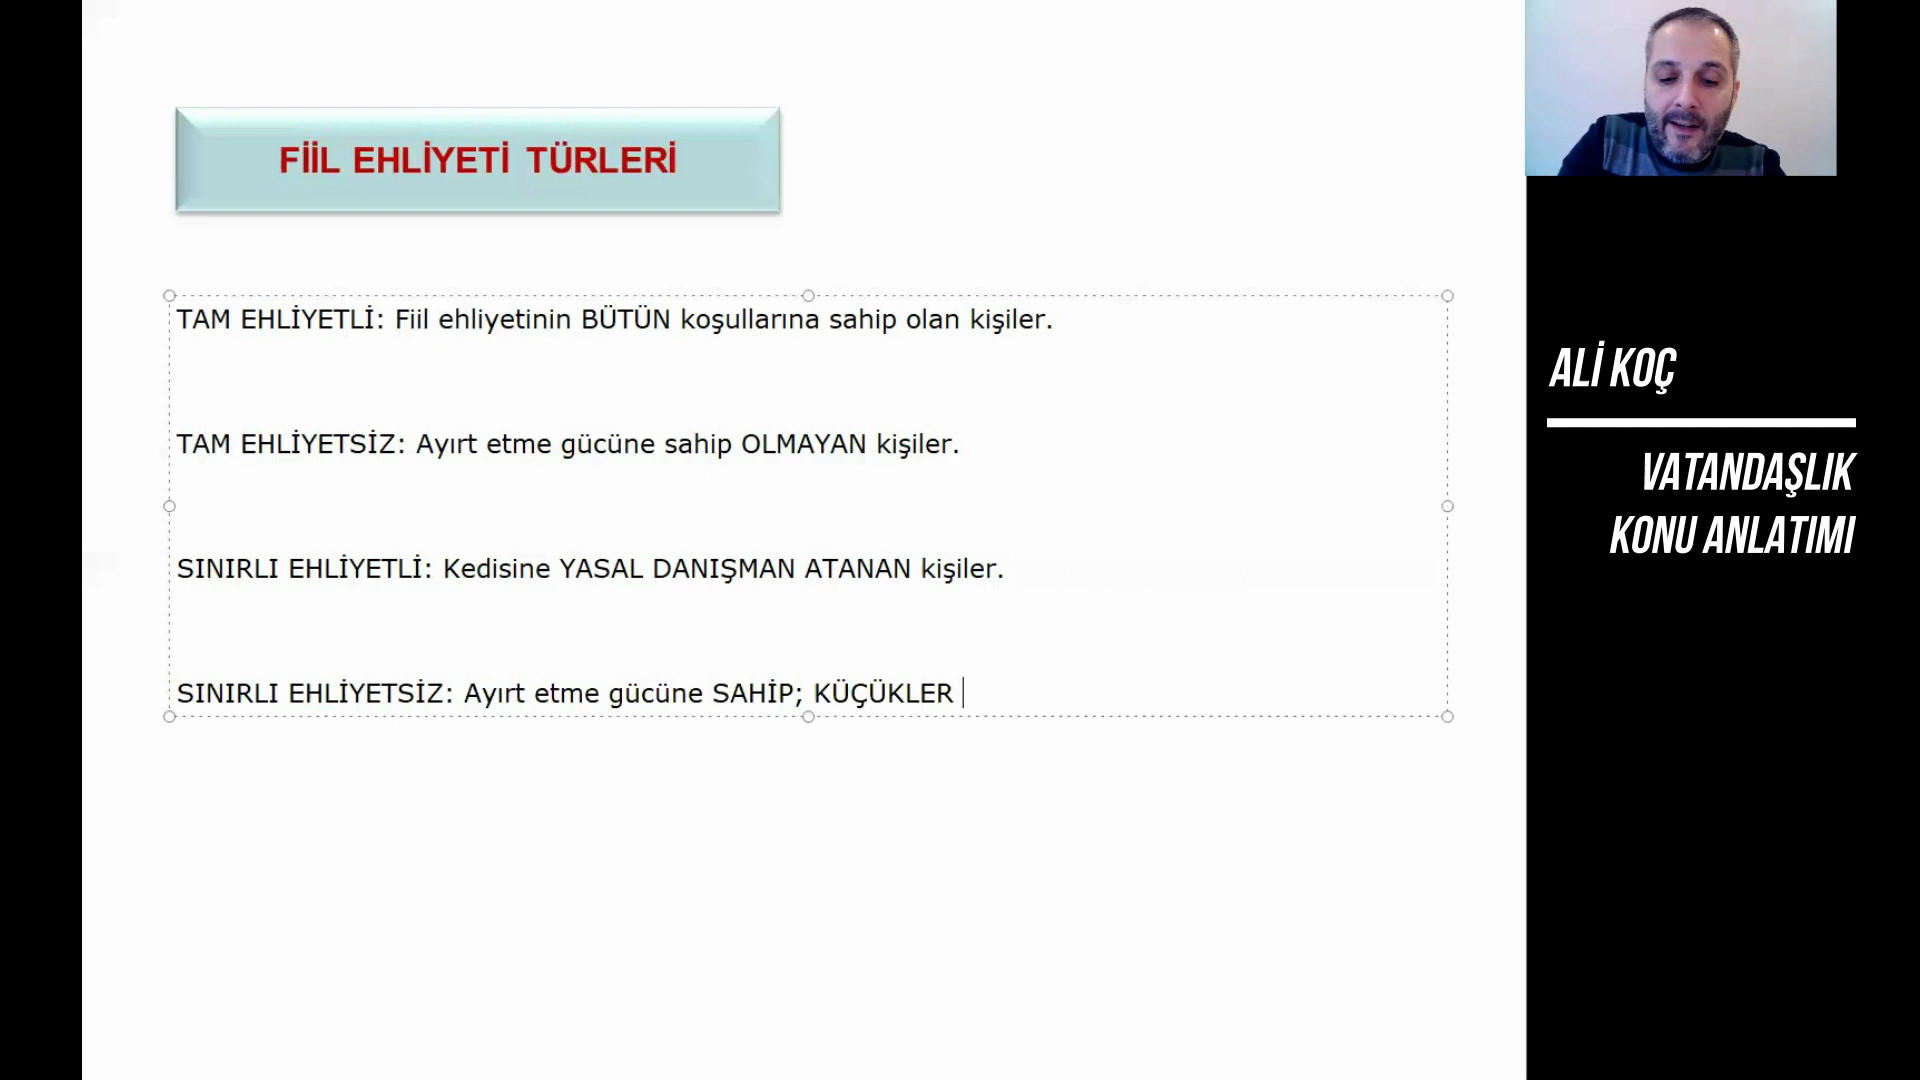 FİİL EHLİYETİ TÜRLERİ
TAM EHLİYETLİ: Fiil ehliyetinin BÜTÜN koşullarına sahip olan kişiler.
TAM EHLİYETSİZ: Ayırt etme gücüne sahip OLMAYAN kişiler.
SINIRLI EHLİYETLİ: Kedisine YASAL DANIŞMAN ATANAN kişiler.
SINIRLI EHLİYETSİZ: Ayırt etme gücüne SAHİP; KÜÇÜKLER
ALİ KOÇ
VATANDAŞLIK
KONU ANLATIMI